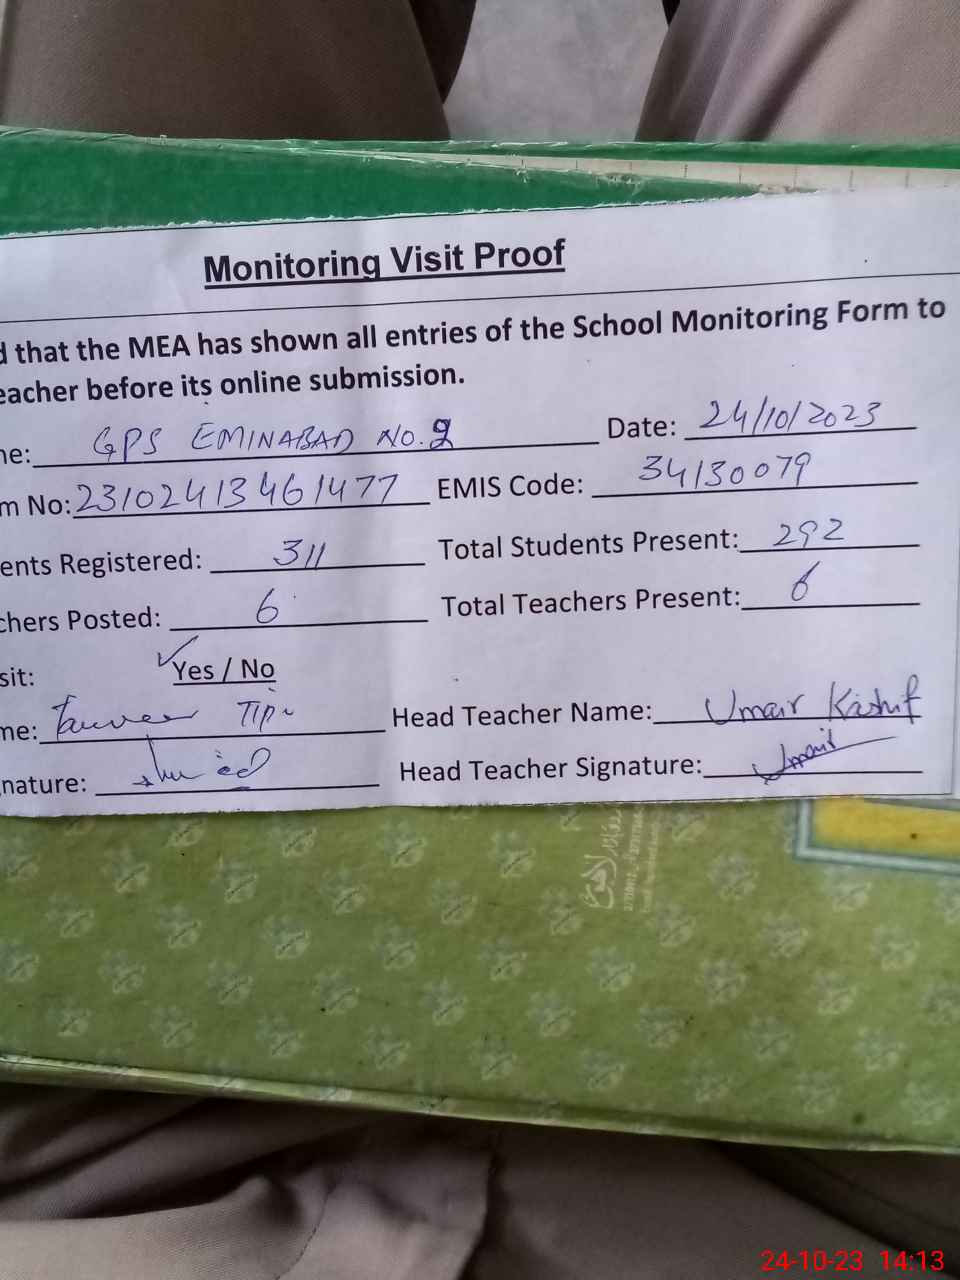 Monitoring Visit Proof
d that the MEA has shown all entries of the School Monitoring Form to
eacher before its online submission.
ne: GPS EMINABAD NO.2 Date: 24/10/2023
m No: 23102413461477 EMIS Code: 34130079
ents Registered: 311 Total Students Present: 292
chers Posted: 6 Total Teachers Present: 6
sit: Yes / No
me: Tanveer Head Teacher Name: Umair Kashif
nature: Head Teacher Signature: Umair
24-10-23 14:13